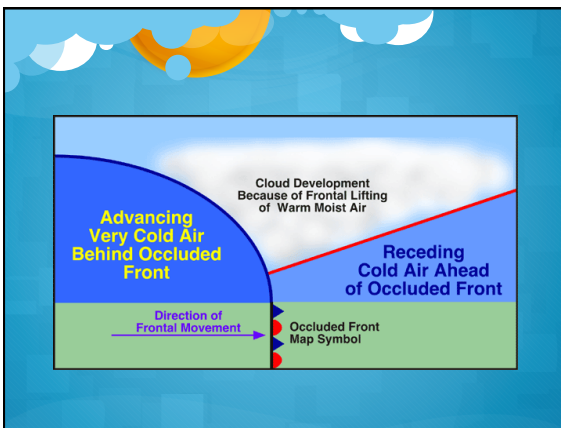 Cloud Development
Because of Frontal Lifting
of Warm Moist Air
Advancing
Very Cold Air
Behind Occluded
Front
Receding
Cold Air Ahead
of Occluded Front
Direction of
Frontal Movement
Occluded Front
Map Symbol